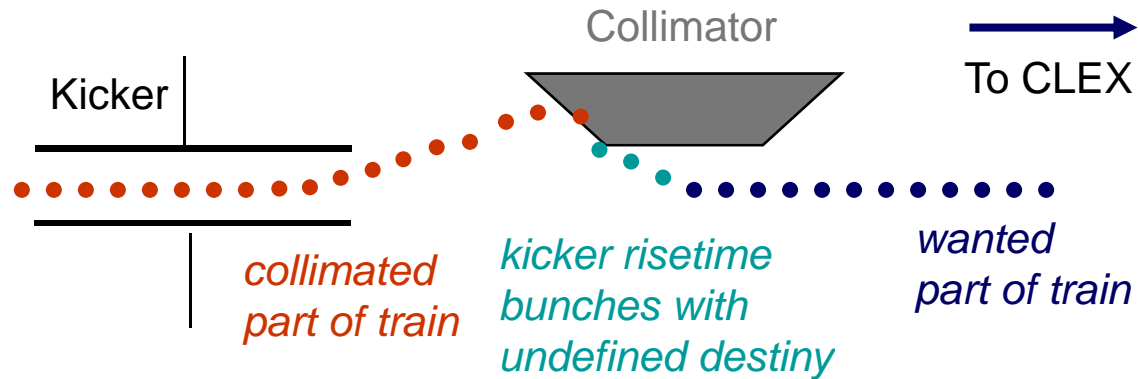 Collimator
To CLEX
Kicker
collimated
part of train
kicker risetime
bunches with
undefined destiny
wanted
part of train